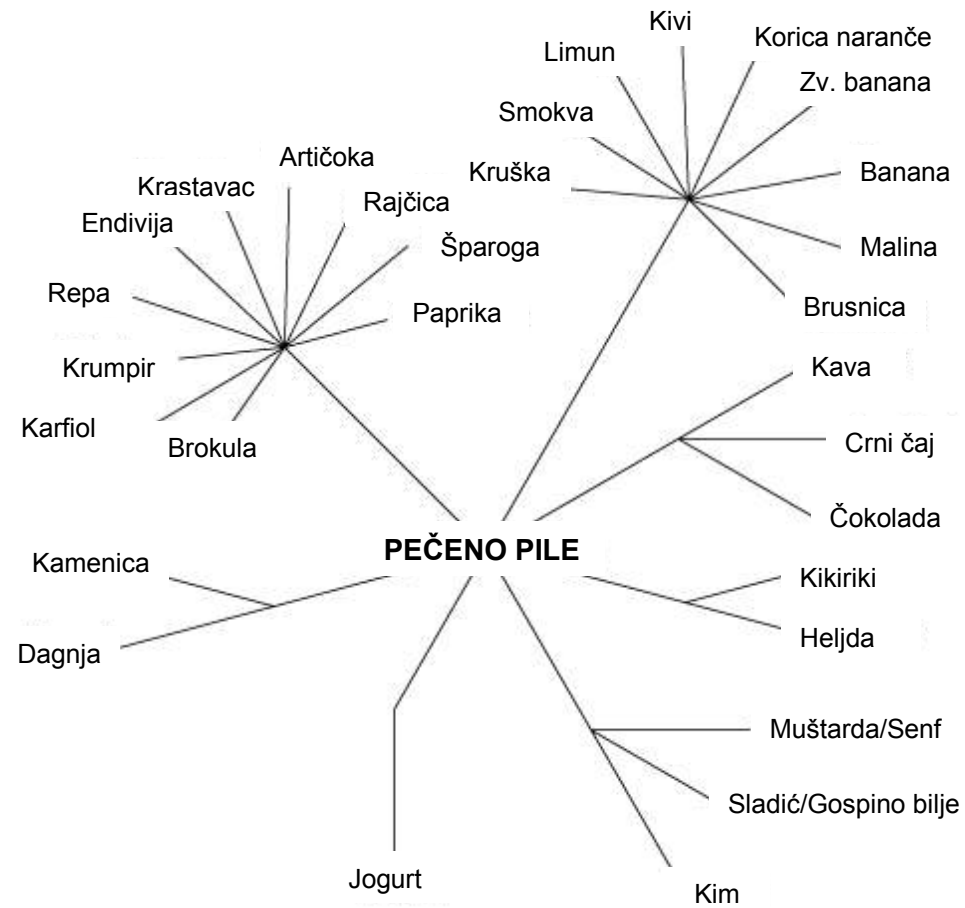 Kivi
Limun
Korica naranče
Zv. banana
Smokva
Kruška
Banana
Malina
Brusnica
Artičoka
Krastavac
Rajčica
Endivija
Šparoga
Repa
Paprika
Krumpir
Karfiol
Brokula
Kava
Crni čaj
Čokolada
PEČENO PILE
Kamenica
Dagnja
Kikiriki
Heljda
Muštarda/Senf
Sladić/Gospino bilje
Jogurt
Kim